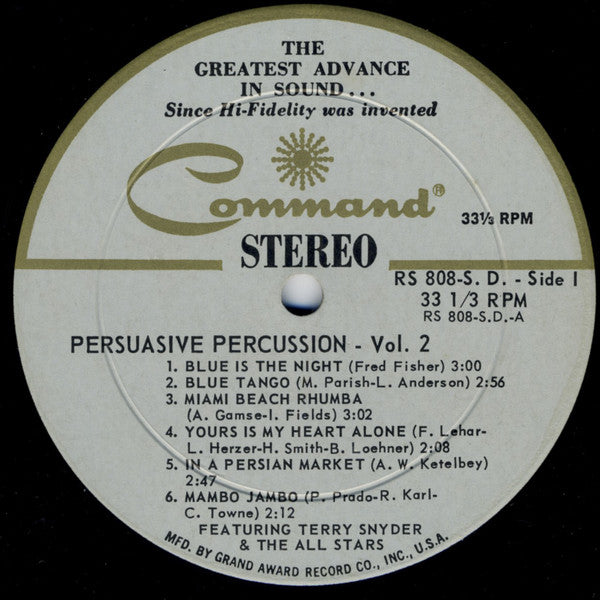 THE
GREATEST ADVANCE
IN SOUND...
Since Hi-Fidelity was invented
Command®
33⅓ RPM
STEREO
RS 808-S. D. - Side I
33 1/3 RPM
RS 808-S.D.-A
PERSUASIVE PERCUSSION - Vol. 2
1. BLUE IS THE NIGHT (Fred Fisher) 3:00
2. BLUE TANGO (M. Parish-L. Anderson) 2:56
3. MIAMI BEACH RHUMBA
(A. Gamse-I. Fields) 3:02
4. YOURS IS MY HEART ALONE (F. Lehar-
L. Herzer-H. Smith-B. Loehner) 2:08
5. IN A PERSIAN MARKET (A. W. Ketelbey)
2:47
6. MAMBO JAMBO (P. Prado-R. Karl-
C. Towne) 2:12
FEATURING TERRY SNYDER
& THE ALL STARS
MFD. BY GRAND AWARD RECORD CO., INC., U.S.A.